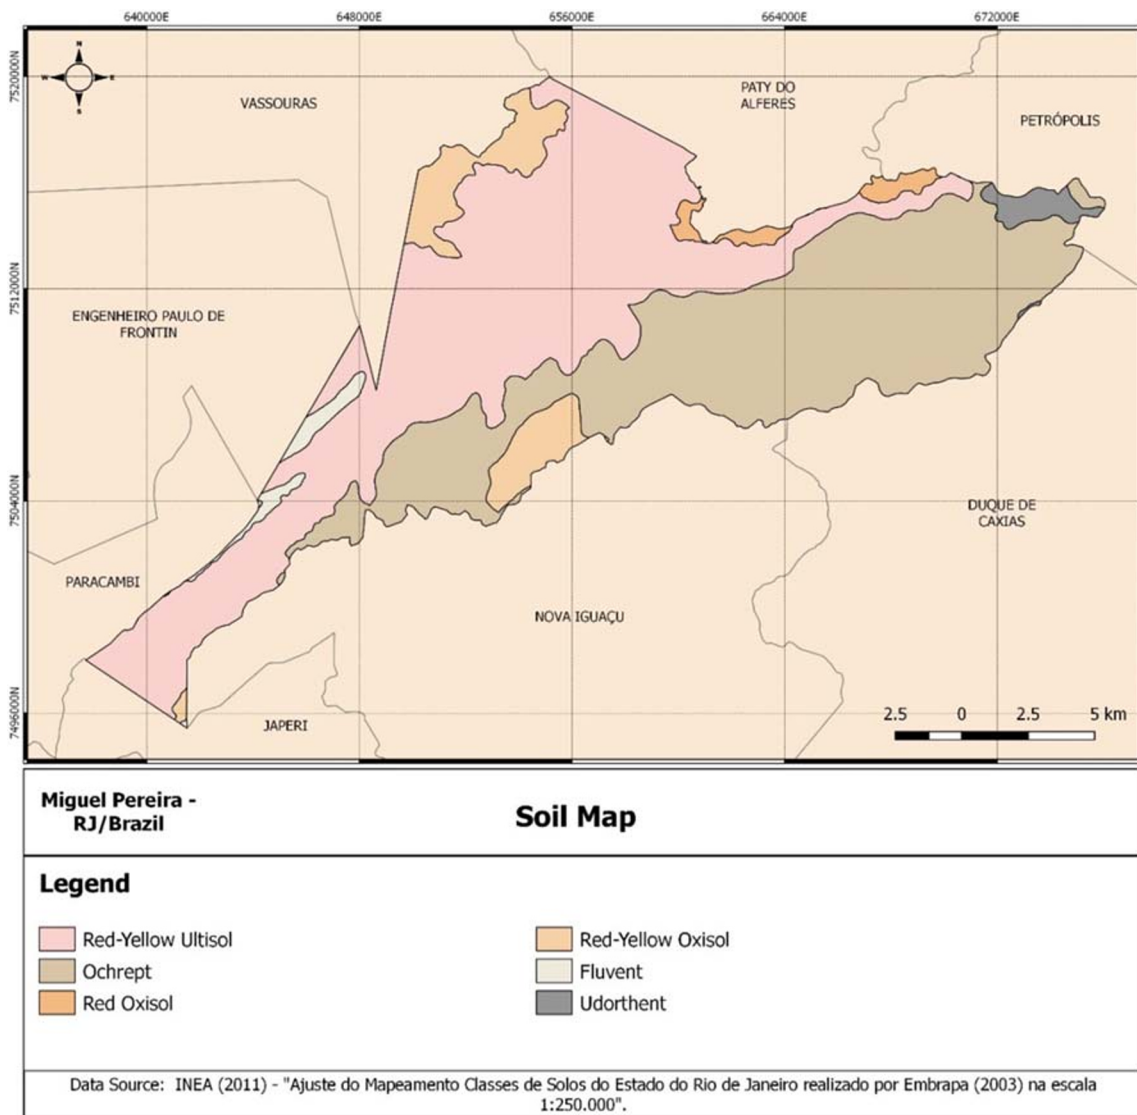 640000E 648000E 656000E 664000E 672000E
7520000N
7512000N
7504000N
7496000N
N
W E
S
VASSOURAS
PATY DO
ALFERES
PETRÓPOLIS
ENGENHEIRO PAULO DE
FRONTIN
DUQUE DE
CAXIAS
PARACAMBI
NOVA IGUAÇU
JAPERI
2.5 0 2.5 5 km
Miguel Pereira -
RJ/Brazil
Soil Map
Legend
Red-Yellow Ultisol
Ochrept
Red Oxisol
Red-Yellow Oxisol
Fluvent
Udorthent
Data Source: INEA (2011) - "Ajuste do Mapeamento Classes de Solos do Estado do Rio de Janeiro realizado por Embrapa (2003) na escala
1:250.000".